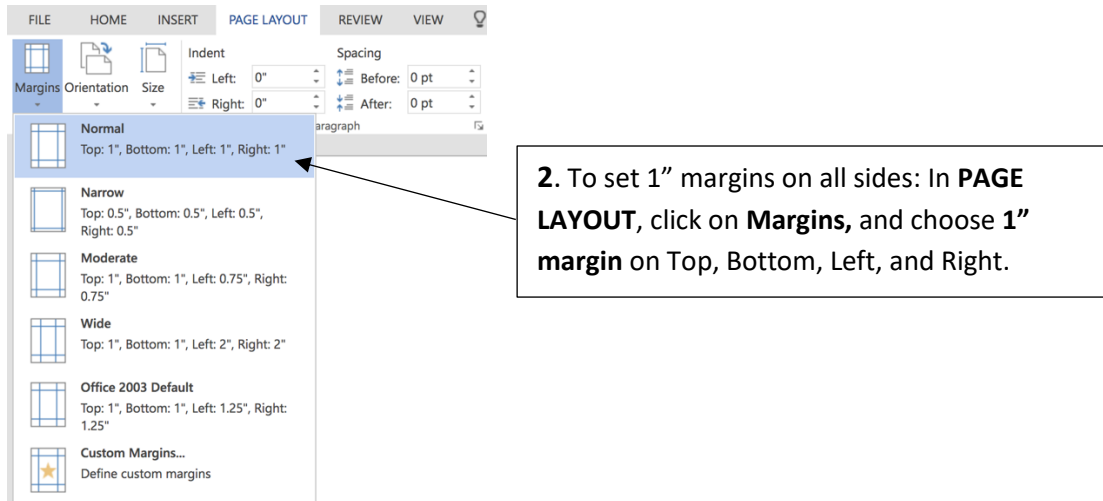 FILE HOME INSERT PAGE LAYOUT REVIEW VIEW
Indent Spacing
Left: 0" Before: 0 pt
Margins Orientation Size
Right: 0" After: 0 pt
aragraph
Normal
Top: 1", Bottom: 1", Left: 1", Right: 1"
Narrow
Top: 0.5", Bottom: 0.5", Left: 0.5",
Right: 0.5"
Moderate
Top: 1", Bottom: 1", Left: 0.75", Right:
0.75"
Wide
Top: 1", Bottom: 1", Left: 2", Right: 2"
Office 2003 Default
Top: 1", Bottom: 1", Left: 1.25", Right:
1.25"
Custom Margins...
Define custom margins
2. To set 1” margins on all sides: In PAGE
LAYOUT, click on Margins, and choose 1”
margin on Top, Bottom, Left, and Right.